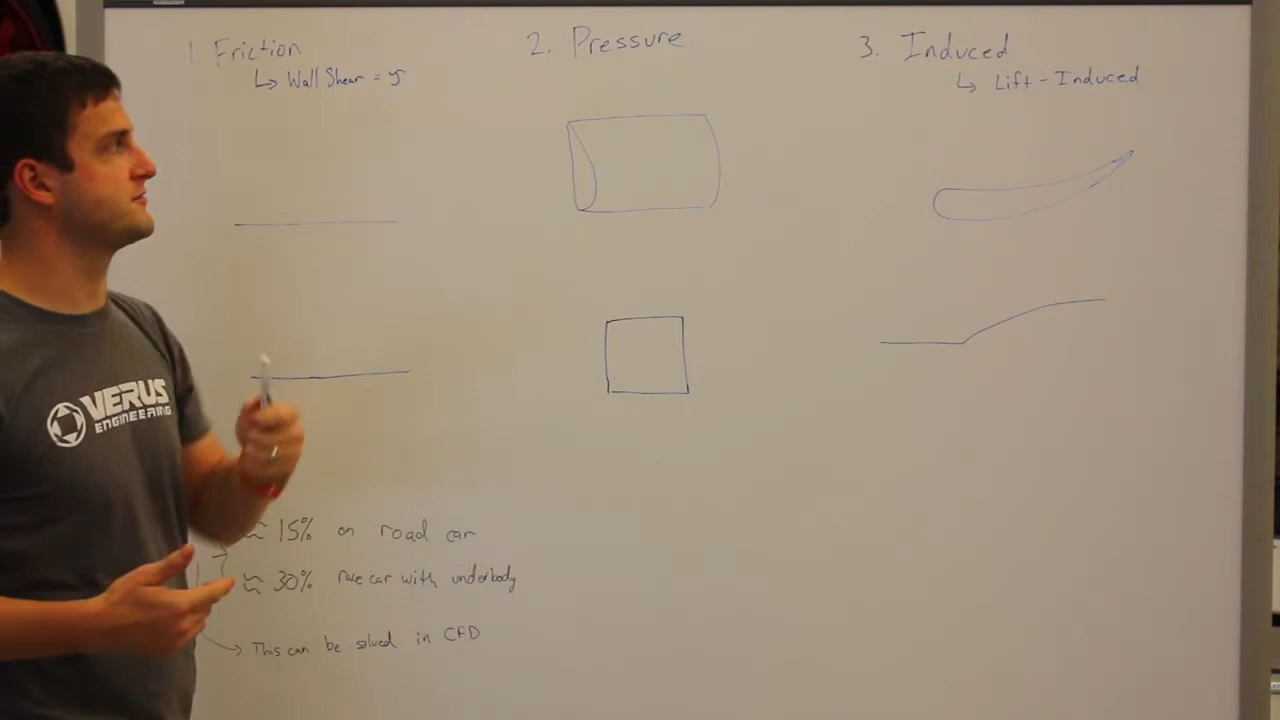 1 Friction
↳ Wall Shear =
2. Pressure
3. Induced
↳ Lift-Induced
VERUS
ENGINEERING
≈ 15% on road car
≈ 30% race car with underbody
This can be solved in CFD